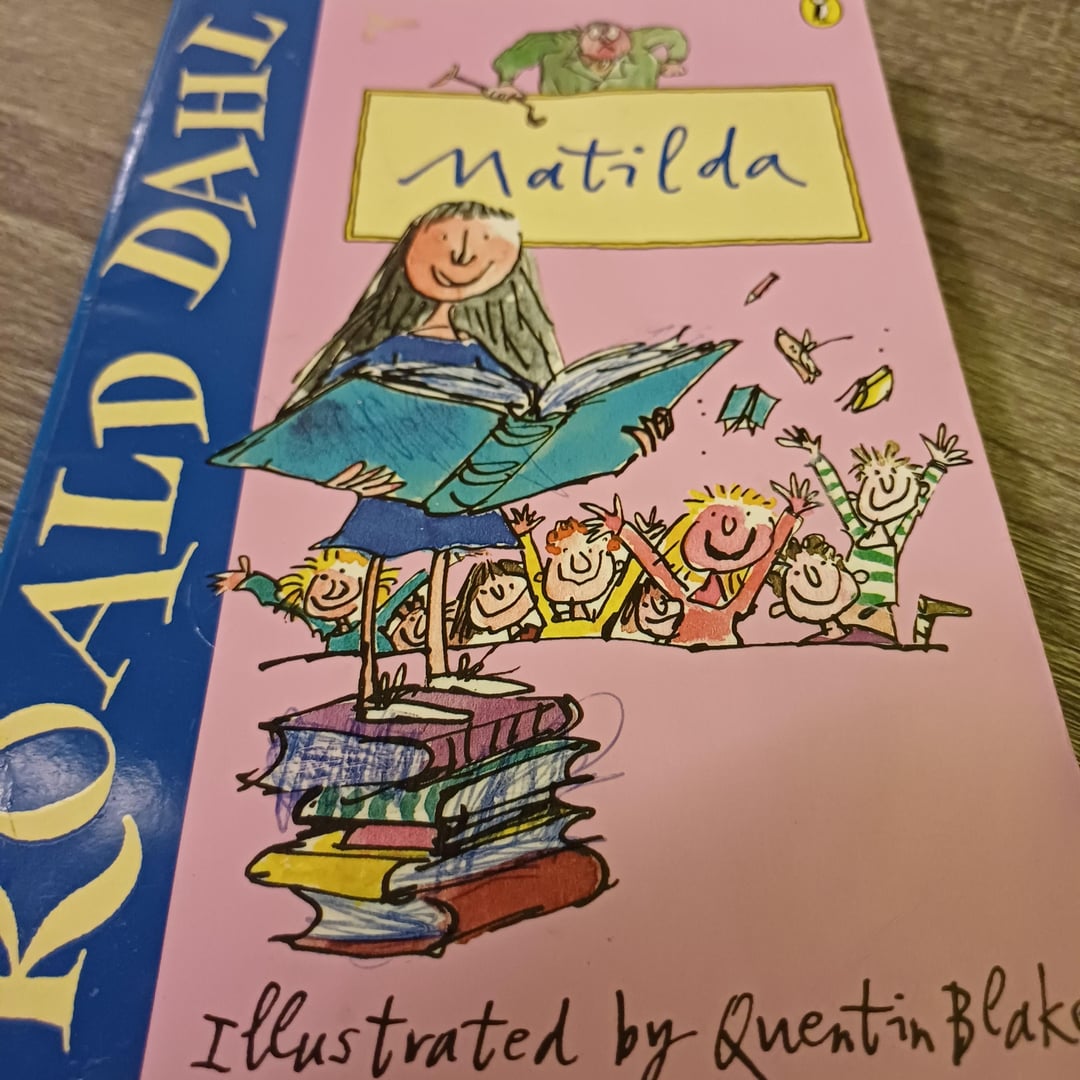 ROALD DAHL
Matilda
Illustrated by Quentin Blake